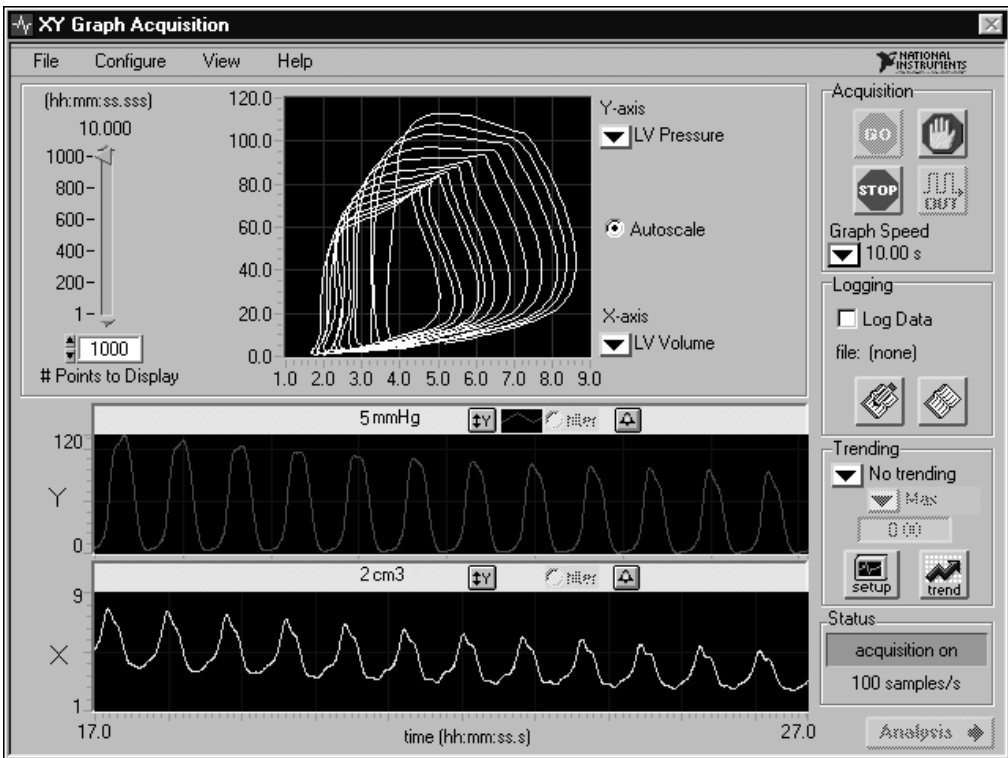 XY Graph Acquisition
File Configure View Help
NATIONAL INSTRUMENTS
(hh:mm:ss.sss)
10.000
1000
800
600
400
200
1
1000
# Points to Display
120.0
100.0
80.0
60.0
40.0
20.0
0.0
1.0 2.0 3.0 4.0 5.0 6.0 7.0 8.0 9.0
Y-axis
LV Pressure
Autoscale
X-axis
LV Volume
Acquisition
GO
STOP
OUT
Graph Speed
10.00 s
Logging
Log Data
file: (none)
Trending
No trending
Max
0.00
setup trend
Status
acquisition on
100 samples/s
Analysis
5 mmHg Y filter
120
Y
0
2 cm3 Y filter
9
X
1
17.0 time (hh:mm:ss.s) 27.0